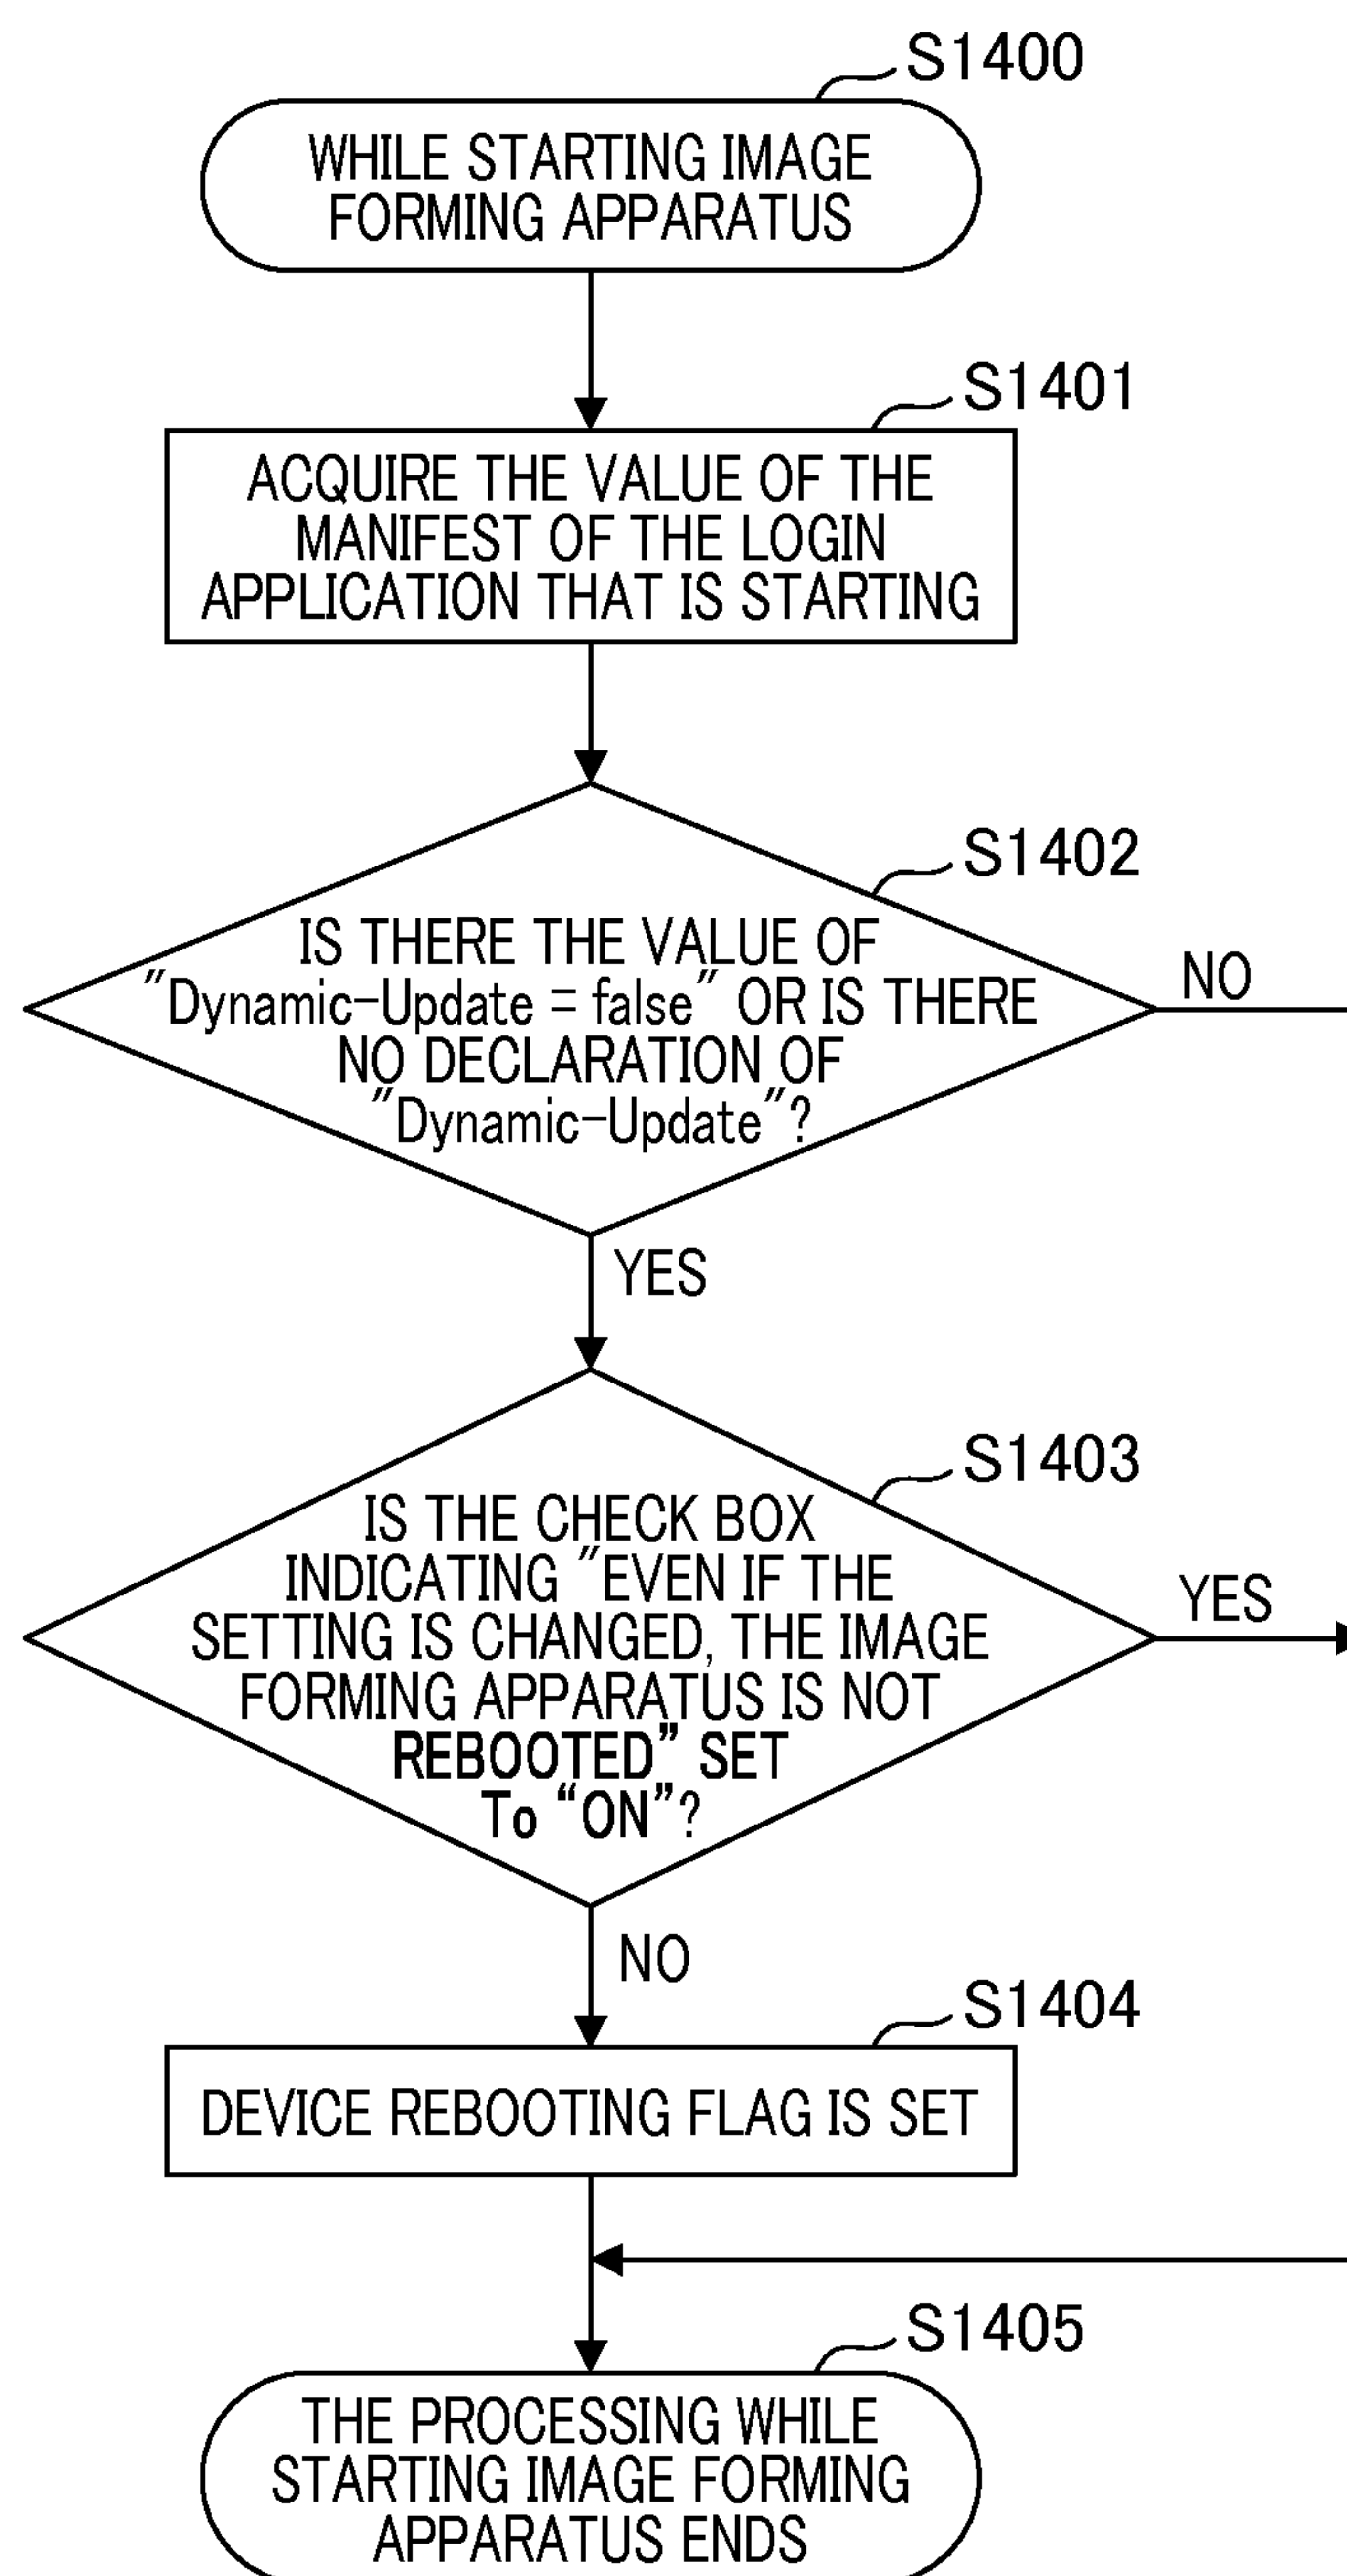 S1400
WHILE STARTING IMAGE
FORMING APPARATUS
S1401
ACQUIRE THE VALUE OF THE
MANIFEST OF THE LOGIN
APPLICATION THAT IS STARTING
S1402
IS THERE THE VALUE OF
"Dynamic-Update = false" OR IS THERE
NO DECLARATION OF
"Dynamic-Update"?
NO
YES
S1403
IS THE CHECK BOX
INDICATING "EVEN IF THE
SETTING IS CHANGED, THE IMAGE
FORMING APPARATUS IS NOT
REBOOTED” SET
To “ON”?
YES
NO
S1404
DEVICE REBOOTING FLAG IS SET
S1405
THE PROCESSING WHILE
STARTING IMAGE FORMING
APPARATUS ENDS